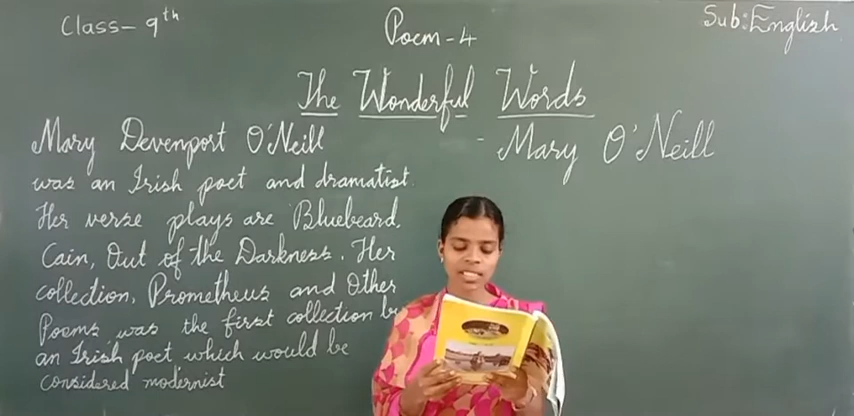 Class- 9th
Poem-4
Sub: English
The Wonderful Words
- Mary O'Neill
Mary Devenport O'Neill
was an Irish poet and dramatist.
Her verse plays are Bluebeard,
Cain, Out of the Darkness. Her
collection, Prometheus and Other
Poems was the first collection by
an Irish poet which would be
considered modernist